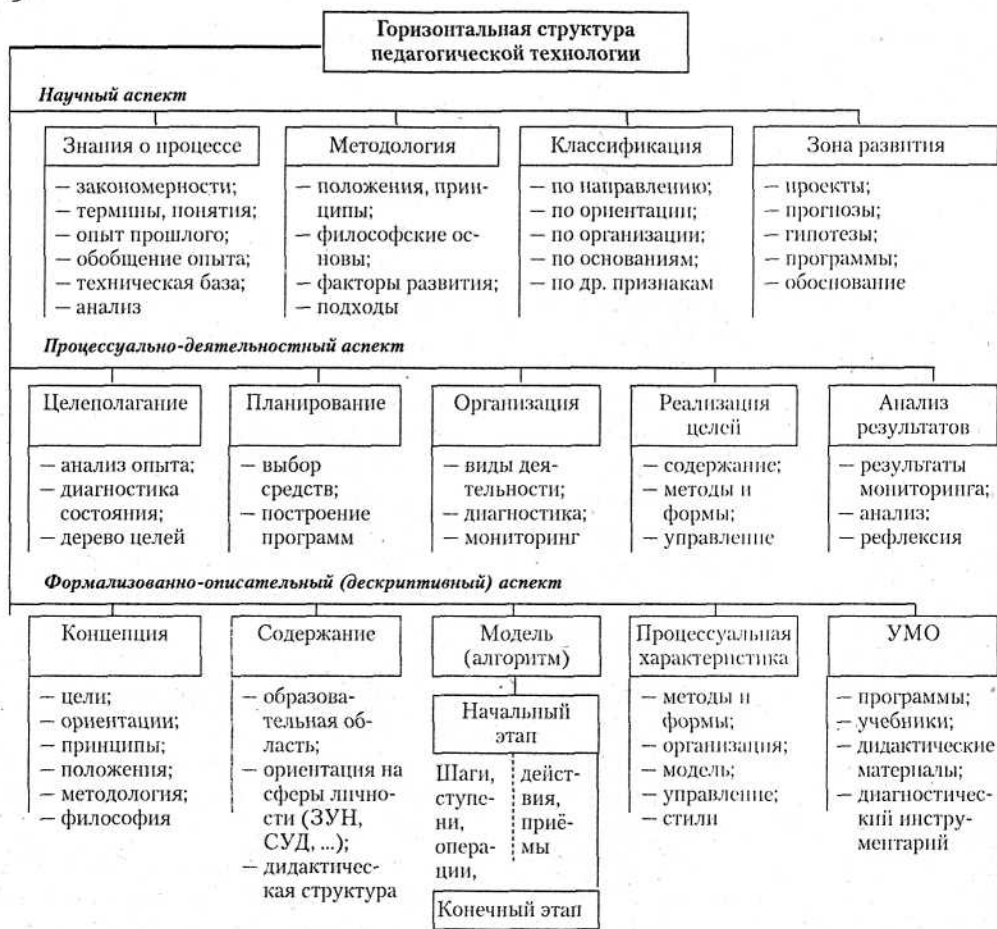 Горизонтальная структура
педагогической технологии
Научный аспект
Знания о процессе
— закономерности;
— термины, понятия;
— опыт прошлого;
— обобщение опыта;
— техническая база;
— анализ
Методология
— положения, прин-
ципы;
— философские ос-
новы;
— факторы развития;
— подходы
Классификация
— по направлению;
— по ориентации;
— по организации;
— по основаниям;
— по др. признакам
Зона развития
— проекты;
— прогнозы;
— гипотезы;
— программы;
— обоснование
Процессуально-деятельностный аспект
Целеполагание
— анализ опыта;
— диагностика
состояния;
— дерево целей
Планирование
— выбор
средств;
— построение
программ
Организация
— виды дея-
тельности;
— диагностика;
— мониторинг
Реализация
целей
— содержание;
— методы и
формы;
— управление
Анализ
результатов
— результаты
мониторинга;
— анализ;
— рефлексия
Формализованно-описательный (дескриптивный) аспект
Концепция
— цели;
— ориентации;
— принципы;
— положения;
— методология;
— философия
Содержание
— образова-
тельная об-
ласть;
— ориентация на
сферы лично-
сти (ЗУН,
СУД, ...);
— дидактичес-
кая структура
Модель
(алгоритм)
Начальный
этап
Шаги,
ступе-
ни,
опера-
ции,
дейст-
вия,
приё-
мы
Конечный этап
Процессуальная
характеристика
— методы и
формы;
— организация;
— модель;
— управление;
— стили
УМО
— программы;
— учебники;
— дидактические
материалы;
— диагностичес-
кий инстру-
ментарий